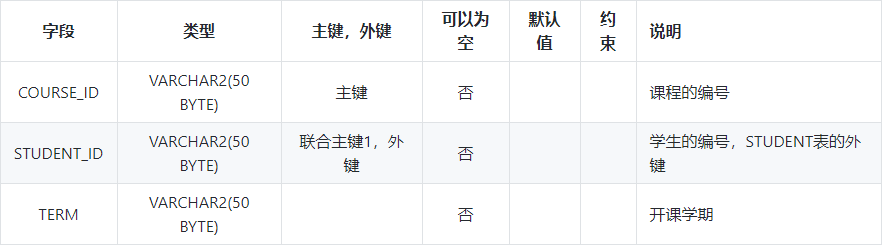 字段 类型 主键，外键 可以为空 默认值 约束 说明
COURSE_ID VARCHAR2(50 BYTE) 主键 否 课程的编号
STUDENT_ID VARCHAR2(50 BYTE) 联合主键1，外键 否 学生的编号，STUDENT表的外键
TERM VARCHAR2(50 BYTE) 否 开课学期